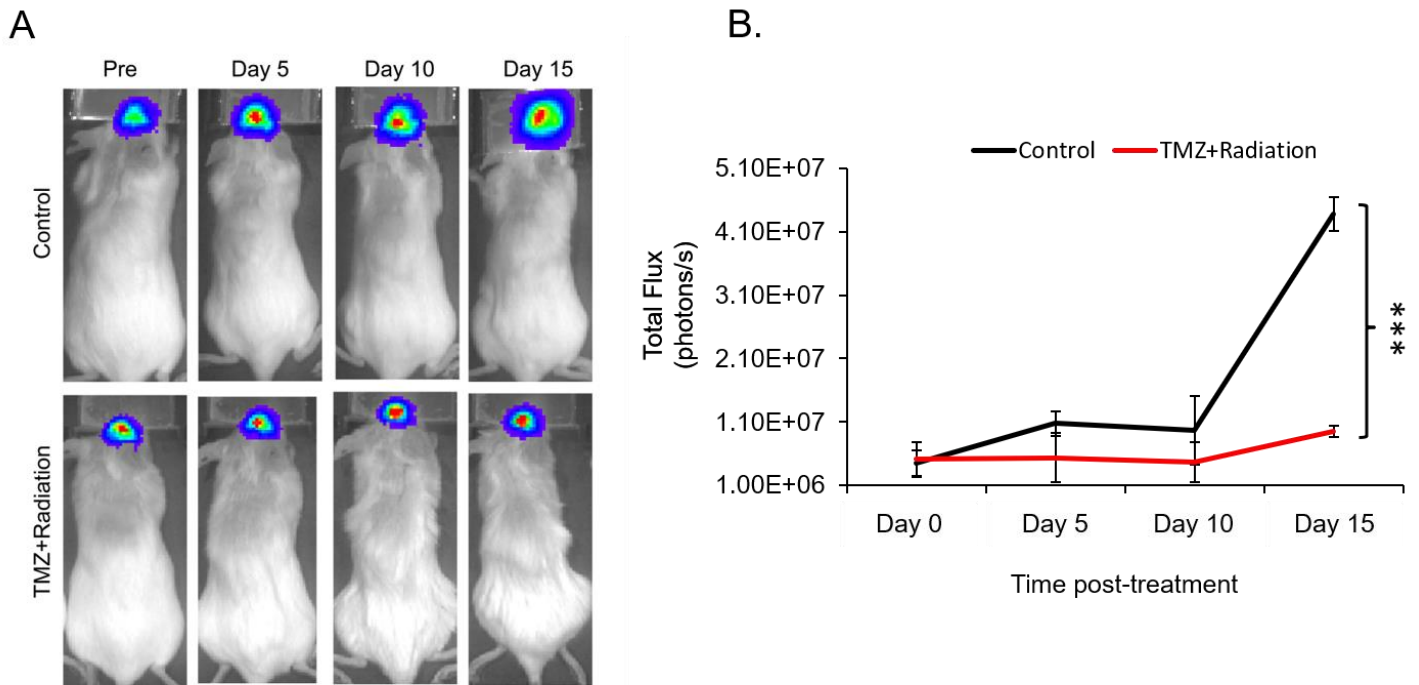 A
B.
Pre Day 5 Day 10 Day 15
Control
TMZ+Radiation
Control TMZ+Radiation
Total Flux
(photons/s)
5.10E+07
4.10E+07
3.10E+07
2.10E+07
1.10E+07
1.00E+06
***
Day 0 Day 5 Day 10 Day 15
Time post-treatment